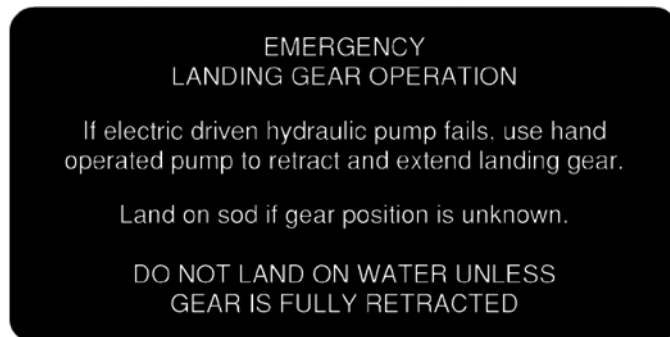 EMERGENCY
LANDING GEAR OPERATION
If electric driven hydraulic pump fails, use hand
operated pump to retract and extend landing gear.
Land on sod if gear position is unknown.
DO NOT LAND ON WATER UNLESS
GEAR IS FULLY RETRACTED